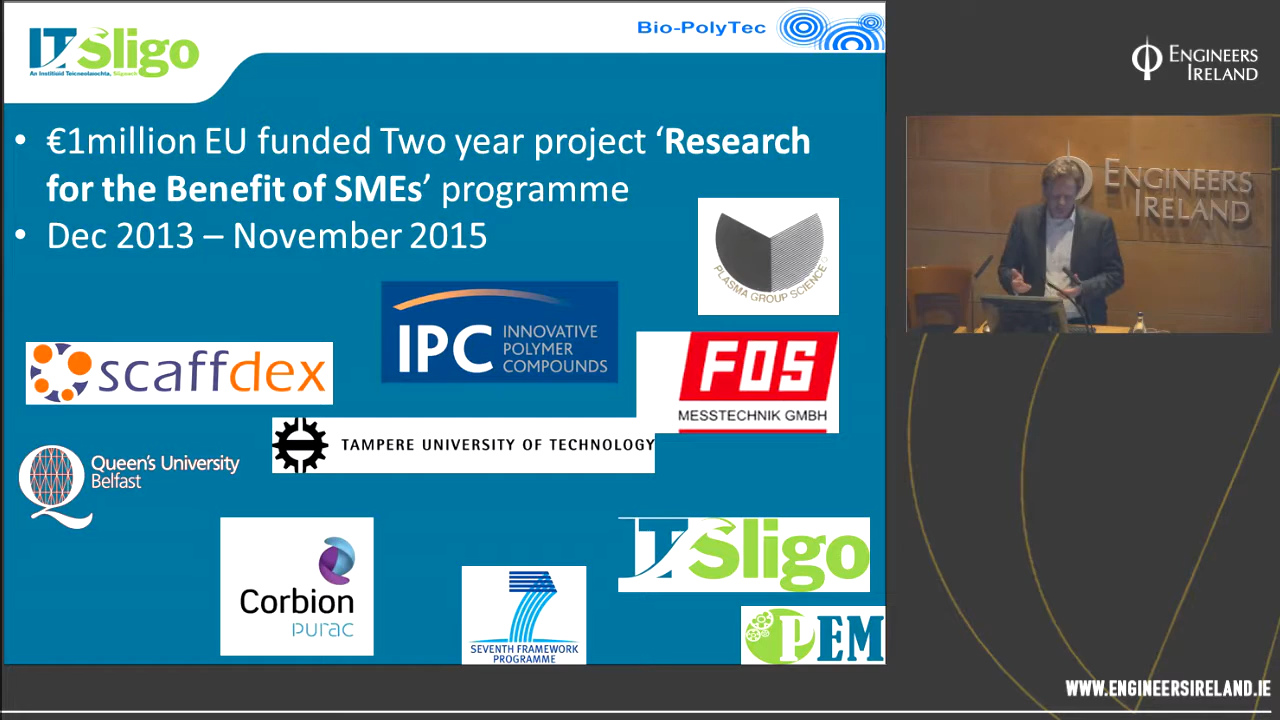 IT Sligo
An Institiúid Teicneolaíochta, Sligeach
Bio-PolyTec
ENGINEERS
IRELAND
• €1million EU funded Two year project ‘Research
for the Benefit of SMEs’ programme
• Dec 2013 – November 2015
PLASMA GROUP SCIENCE
ENGINEERS
IRELAND
IPC INNOVATIVE
POLYMER
COMPOUNDS
scaffdex
FOS
MESSTECHNIK GMBH
TAMPERE UNIVERSITY OF TECHNOLOGY
Queen's University
Belfast
IT Sligo
Corbion
purac
7
SEVENTH FRAMEWORK
PROGRAMME
PEM
WWW.ENGINEERSIRELAND.IE